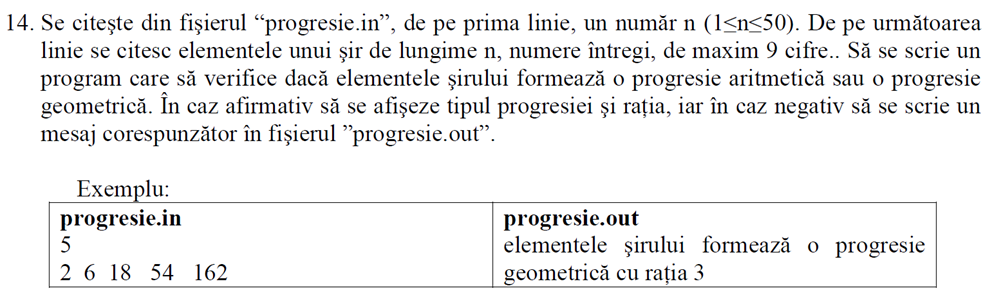 14. Se citeşte din fişierul “progresie.in”, de pe prima linie, un număr n (1≤n≤50). De pe următoarea
linie se citesc elementele unui şir de lungime n, numere întregi, de maxim 9 cifre.. Să se scrie un
program care să verifice dacă elementele şirului formează o progresie aritmetică sau o progresie
geometrică. În caz afirmativ să se afişeze tipul progresiei şi rația, iar în caz negativ să se scrie un
mesaj corespunzător în fişierul ”progresie.out”.
Exemplu:
progresie.in
5
2 6 18 54 162
progresie.out
elementele şirului formează o progresie
geometrică cu rația 3